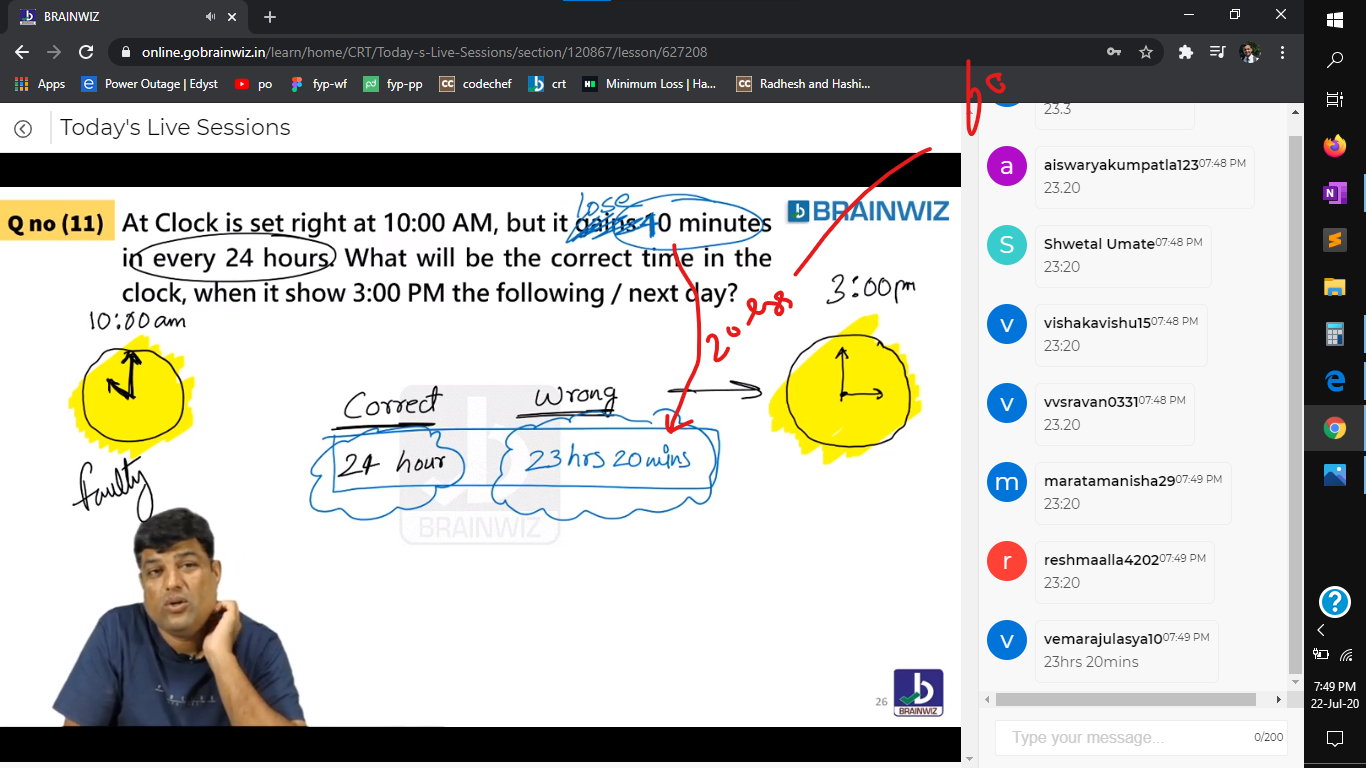 BRAINWIZ
online.gobrainwiz.in/learn/home/CRT/Today-s-Live-Sessions/section/120867/lesson/627208
Apps Power Outage | Edyst po fyp-wf fyp-pp codechef crt Minimum Loss | Ha... Radhesh and Hashi...
Today's Live Sessions
Q no (11) At Clock is set right at 10:00 AM, but it gains 40 minutes
lose
in every 24 hours. What will be the correct time in the
clock, when it show 3:00 PM the following / next day?
BRAINWIZ
10:00 am
3:00pm
20 less
Correct Wrong
24 hour 23 hrs 20 mins
Faulty
BRAINWIZ
26
BRAINWIZ
23.3
a
aiswaryakumpatla123 07:48 PM
23.20
S
Shwetal Umate 07:48 PM
23:20
v
vishakavishu15 07:48 PM
23:20
v
vvsravan0331 07:48 PM
23.20
m
maratamanisha29 07:49 PM
23:20
r
reshmaalla4202 07:49 PM
23:20
v
vemarajulasya10 07:49 PM
23hrs 20mins
Type your message... 0/200
7:49 PM
22-Jul-20